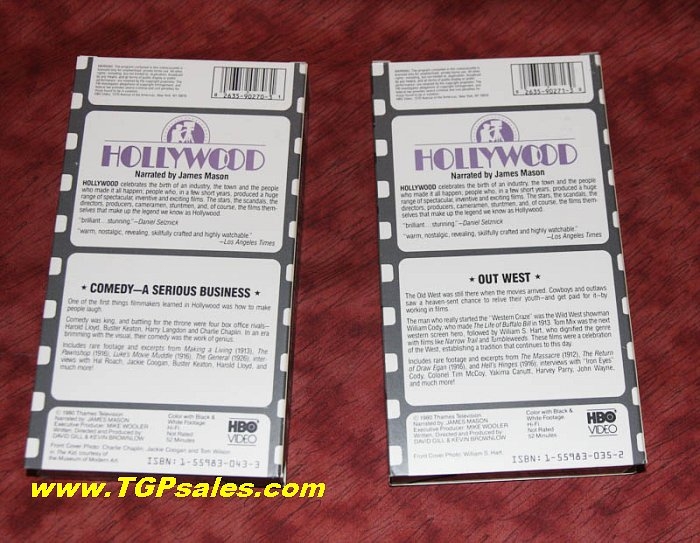 HOLLYWOOD
Narrated by James Mason
HOLLYWOOD celebrates the birth of an industry, the town and the people
who made it all happen; people who, in a few short years, produced a huge
range of spectacular, inventive and exciting films. The stars, the scandals, the
directors, producers, cameramen, stuntmen, and, of course, the films them-
selves that make up the legend we know as Hollywood.
"brilliant... stunning."—Daniel Selznick
"warm, nostalgic, revealing, skillfully crafted and highly watchable."
—Los Angeles Times
★ COMEDY—A SERIOUS BUSINESS ★
One of the first things filmmakers learned in Hollywood was how to make
people laugh.
Comedy was king, and battling for the throne were four box office rivals—
Harold Lloyd, Buster Keaton, Harry Langdon and Charlie Chaplin. In an era
brimming with the visual, their comedy was the work of genius.
Includes rare footage and excerpts from Making a Living (1913), The
Pawnshop (1916), Luke's Movie Muddle (1916), The General (1926); inter-
views with Hal Roach, Jackie Coogan, Buster Keaton, Harold Lloyd, and
much more!
© 1980 Thames Television
Narrated by: JAMES MASON
Executive Producer: MIKE WOOLER
Written, Directed and Produced by
DAVID GILL & KEVIN BROWNLOW
Color with Black &
White Footage
Hi-Fi
Not Rated
52 Minutes
HBO
VIDEO
Front Cover Photo: Charlie Chaplin, Jackie Coogan and Tom Wilson
in The Kid, courtesy of
the Museum of Modern Art.
ISBN: 1-55983-043-3
HOLLYWOOD
Narrated by James Mason
HOLLYWOOD celebrates the birth of an industry, the town and the people
who made it all happen; people who, in a few short years, produced a huge
range of spectacular, inventive and exciting films. The stars, the scandals, the
directors, producers, cameramen, stuntmen, and, of course, the films them-
selves that make up the legend we know as Hollywood.
"brilliant... stunning."—Daniel Selznick
"warm, nostalgic, revealing, skillfully crafted and highly watchable."
—Los Angeles Times
★ OUT WEST ★
The Old West was still there when the movies arrived. Cowboys and outlaws
saw a heaven-sent chance to relive their youth—and get paid for it—by
working in films.
The man who really started the "Western Craze" was the Wild West showman
William Cody, who made The Life of Buffalo Bill in 1913. Tom Mix was the next
western screen hero, followed by William S. Hart, who dignified the genre
with films like Narrow Trail and Tumbleweeds. These films were a celebration
of the West, establishing a tradition that continues to this day.
Includes rare footage and excerpts from The Massacre (1912), The Return
of Draw Egan (1916), and Hell's Hinges (1916); interviews with "Iron Eyes"
Cody, Colonel Tim McCoy, Yakima Canutt, Harvey Parry, John Wayne,
and much more!
© 1980 Thames Television
Narrated by: JAMES MASON
Executive Producer: MIKE WOOLER
Written, Directed and Produced by
DAVID GILL & KEVIN BROWNLOW
Color with Black &
White Footage
Hi-Fi
Not Rated
52 Minutes
HBO
VIDEO
Front Cover Photo: William S. Hart.
ISBN: 1-55983-035-2
www.TGPsales.com